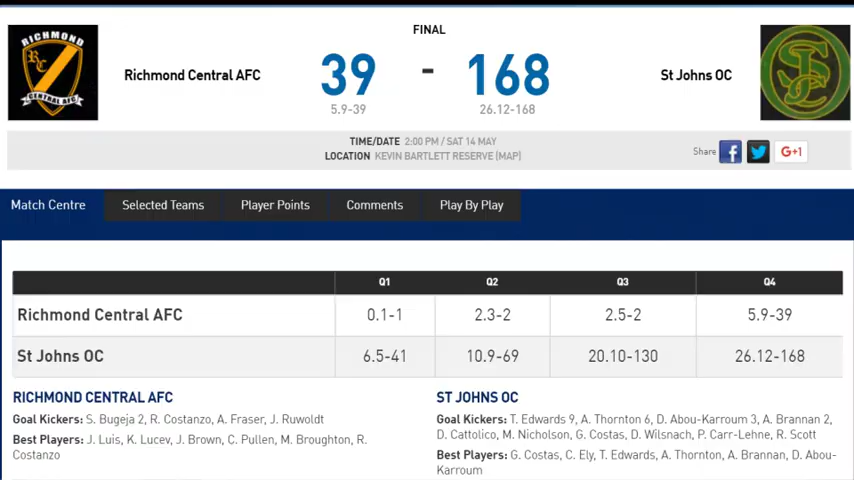 FINAL
RICHMOND
RC
CENTRAL AFC
Richmond Central AFC
39 - 168
St Johns OC
5.9-39
26.12-168
TIME/DATE 2:00 PM / SAT 14 MAY
LOCATION KEVIN BARTLETT RESERVE (MAP)
Share
G+1
Match Centre
Selected Teams
Player Points
Comments
Play By Play
Q1 Q2 Q3 Q4
Richmond Central AFC 0.1-1 2.3-2 2.5-2 5.9-39
St Johns OC 6.5-41 10.9-69 20.10-130 26.12-168
RICHMOND CENTRAL AFC
Goal Kickers: S. Bugeja 2, R. Costanzo, A. Fraser, J. Ruwoldt
Best Players: J. Luis, K. Lucev, J. Brown, C. Pullen, M. Broughton, R.
Costanzo
ST JOHNS OC
Goal Kickers: T. Edwards 9, A. Thornton 6, D. Abou-Karroum 3, A. Brannan 2,
D. Cattolico, M. Nicholson, G. Costas, D. Wilsnach, P. Carr-Lehne, R. Scott
Best Players: G. Costas, C. Ely, T. Edwards, A. Thornton, A. Brannan, D. Abou-
Karroum